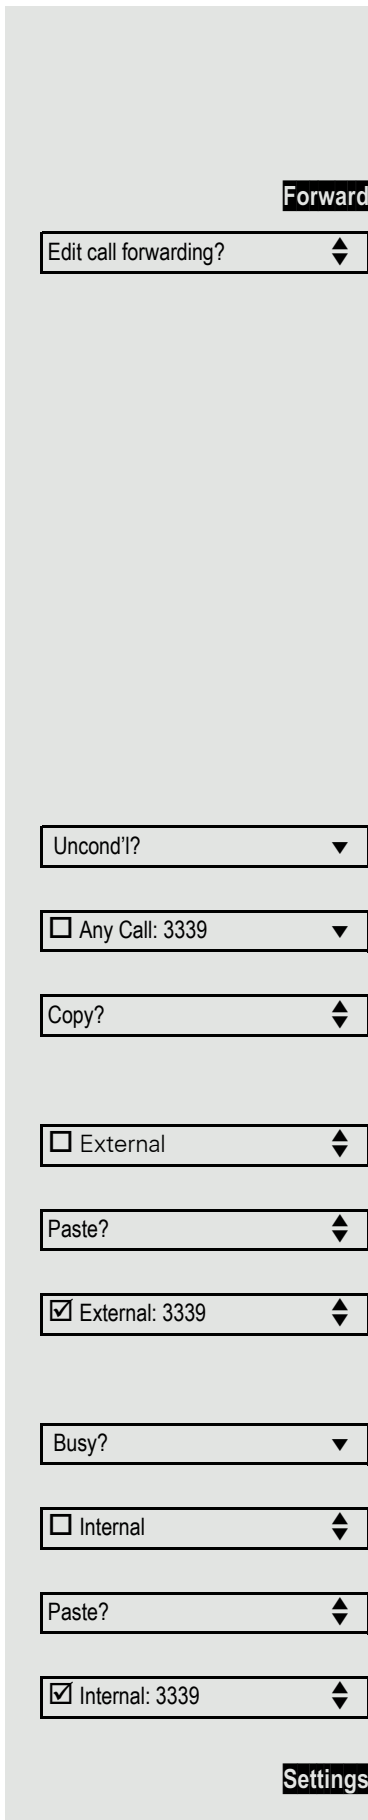 Forward
Edit call forwarding?
Uncond'l?
Any Call: 3339
Copy?
External
Paste?
External: 3339
Busy?
Internal
Paste?
Internal: 3339
Settings